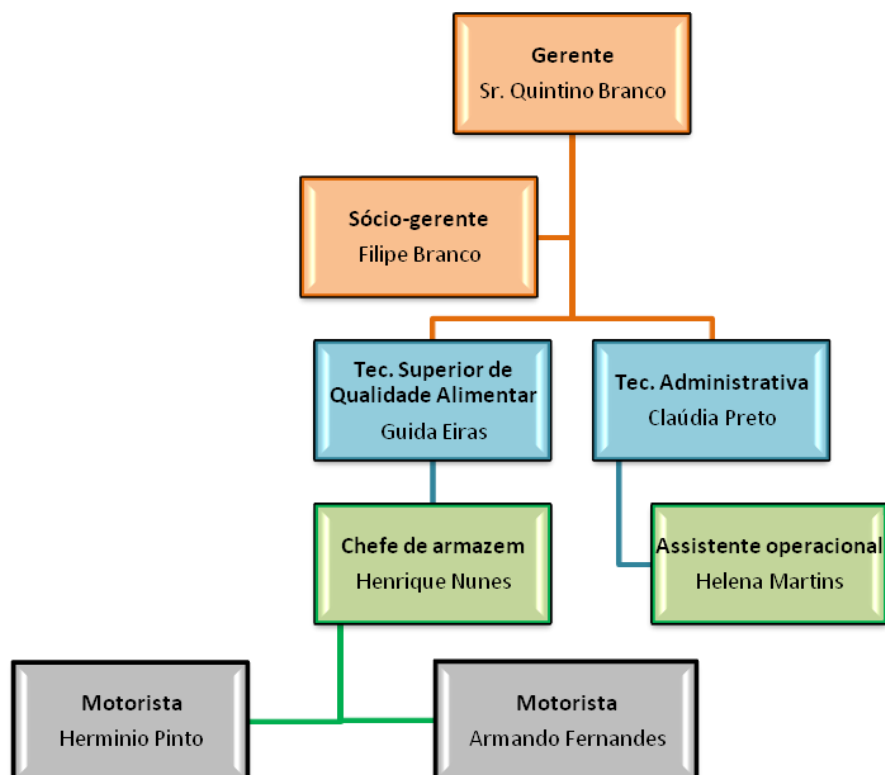 Gerente
Sr. Quintino Branco
Sócio-gerente
Filipe Branco
Tec. Superior de
Qualidade Alimentar
Guida Eiras
Tec. Administrativa
Claúdia Preto
Chefe de armazem
Henrique Nunes
Assistente operacional
Helena Martins
Motorista
Herminio Pinto
Motorista
Armando Fernandes